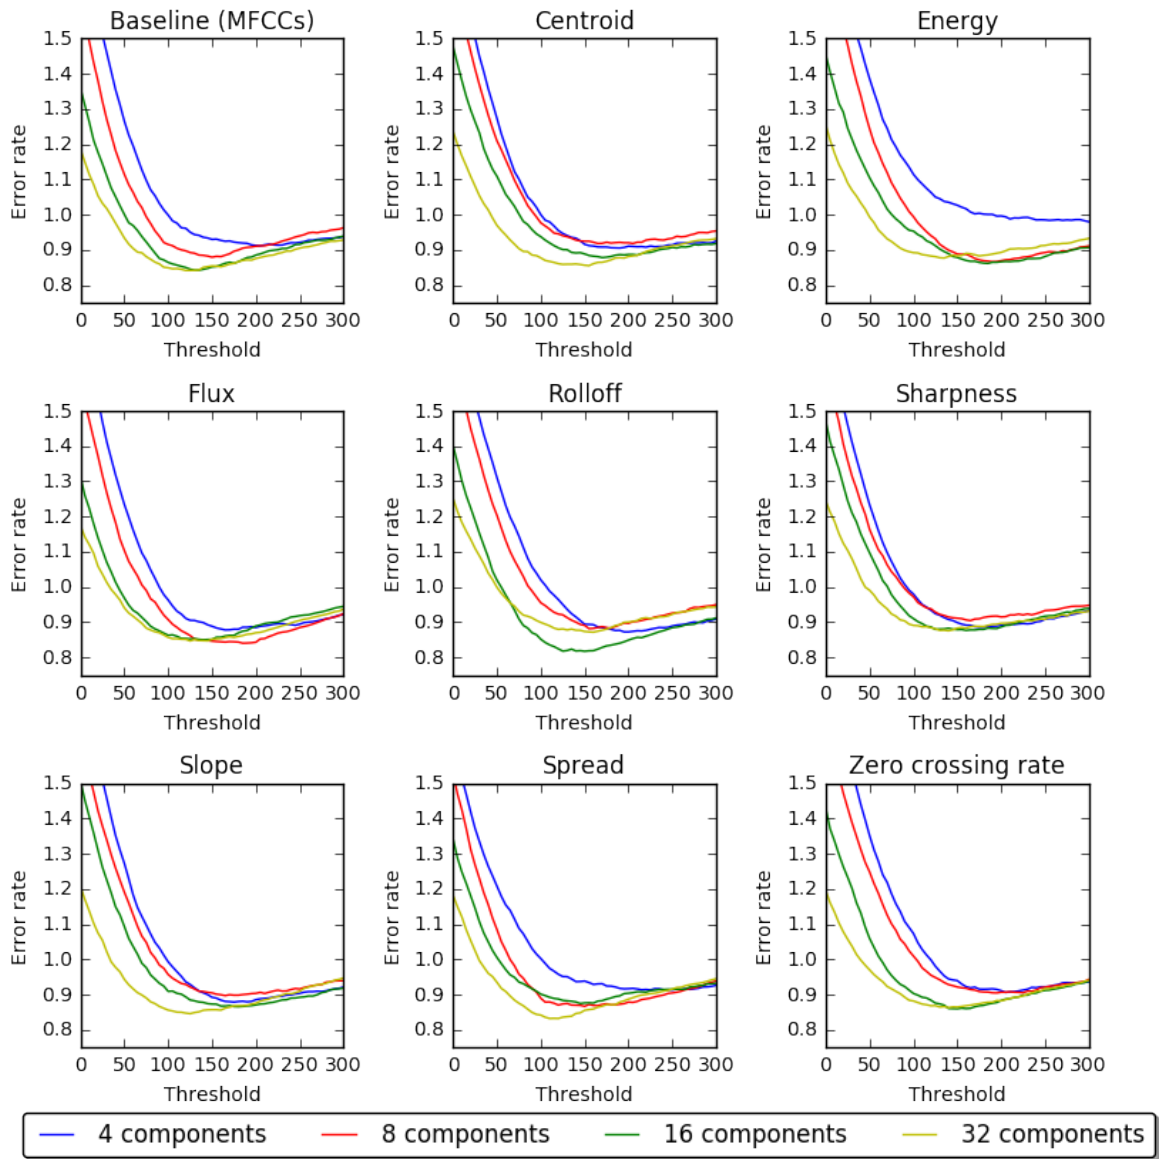 Baseline (MFCCs)
Centroid
Energy
1.5
1.4
1.3
1.2
1.1
1.0
0.9
0.8
Error rate
0 50 100 150 200 250 300
Threshold
1.5
1.4
1.3
1.2
1.1
1.0
0.9
0.8
Error rate
0 50 100 150 200 250 300
Threshold
1.5
1.4
1.3
1.2
1.1
1.0
0.9
0.8
Error rate
0 50 100 150 200 250 300
Threshold
Flux
Rolloff
Sharpness
1.5
1.4
1.3
1.2
1.1
1.0
0.9
0.8
Error rate
0 50 100 150 200 250 300
Threshold
1.5
1.4
1.3
1.2
1.1
1.0
0.9
0.8
Error rate
0 50 100 150 200 250 300
Threshold
1.5
1.4
1.3
1.2
1.1
1.0
0.9
0.8
Error rate
0 50 100 150 200 250 300
Threshold
Slope
Spread
Zero crossing rate
1.5
1.4
1.3
1.2
1.1
1.0
0.9
0.8
Error rate
0 50 100 150 200 250 300
Threshold
1.5
1.4
1.3
1.2
1.1
1.0
0.9
0.8
Error rate
0 50 100 150 200 250 300
Threshold
1.5
1.4
1.3
1.2
1.1
1.0
0.9
0.8
Error rate
0 50 100 150 200 250 300
Threshold
4 components
8 components
16 components
32 components